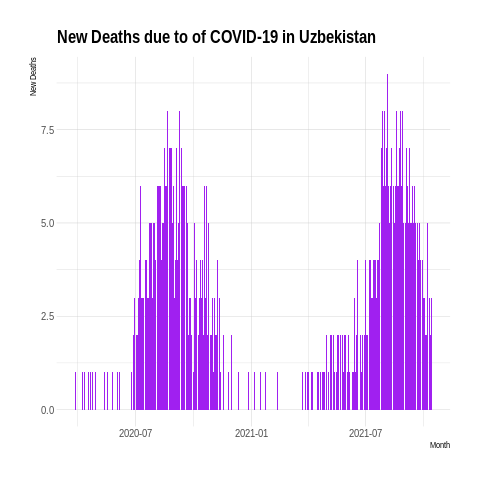 New Deaths due to of COVID-19 in Uzbekistan
New Deaths
7.5
5.0
2.5
0.0
2020-07
2021-01
2021-07
Month